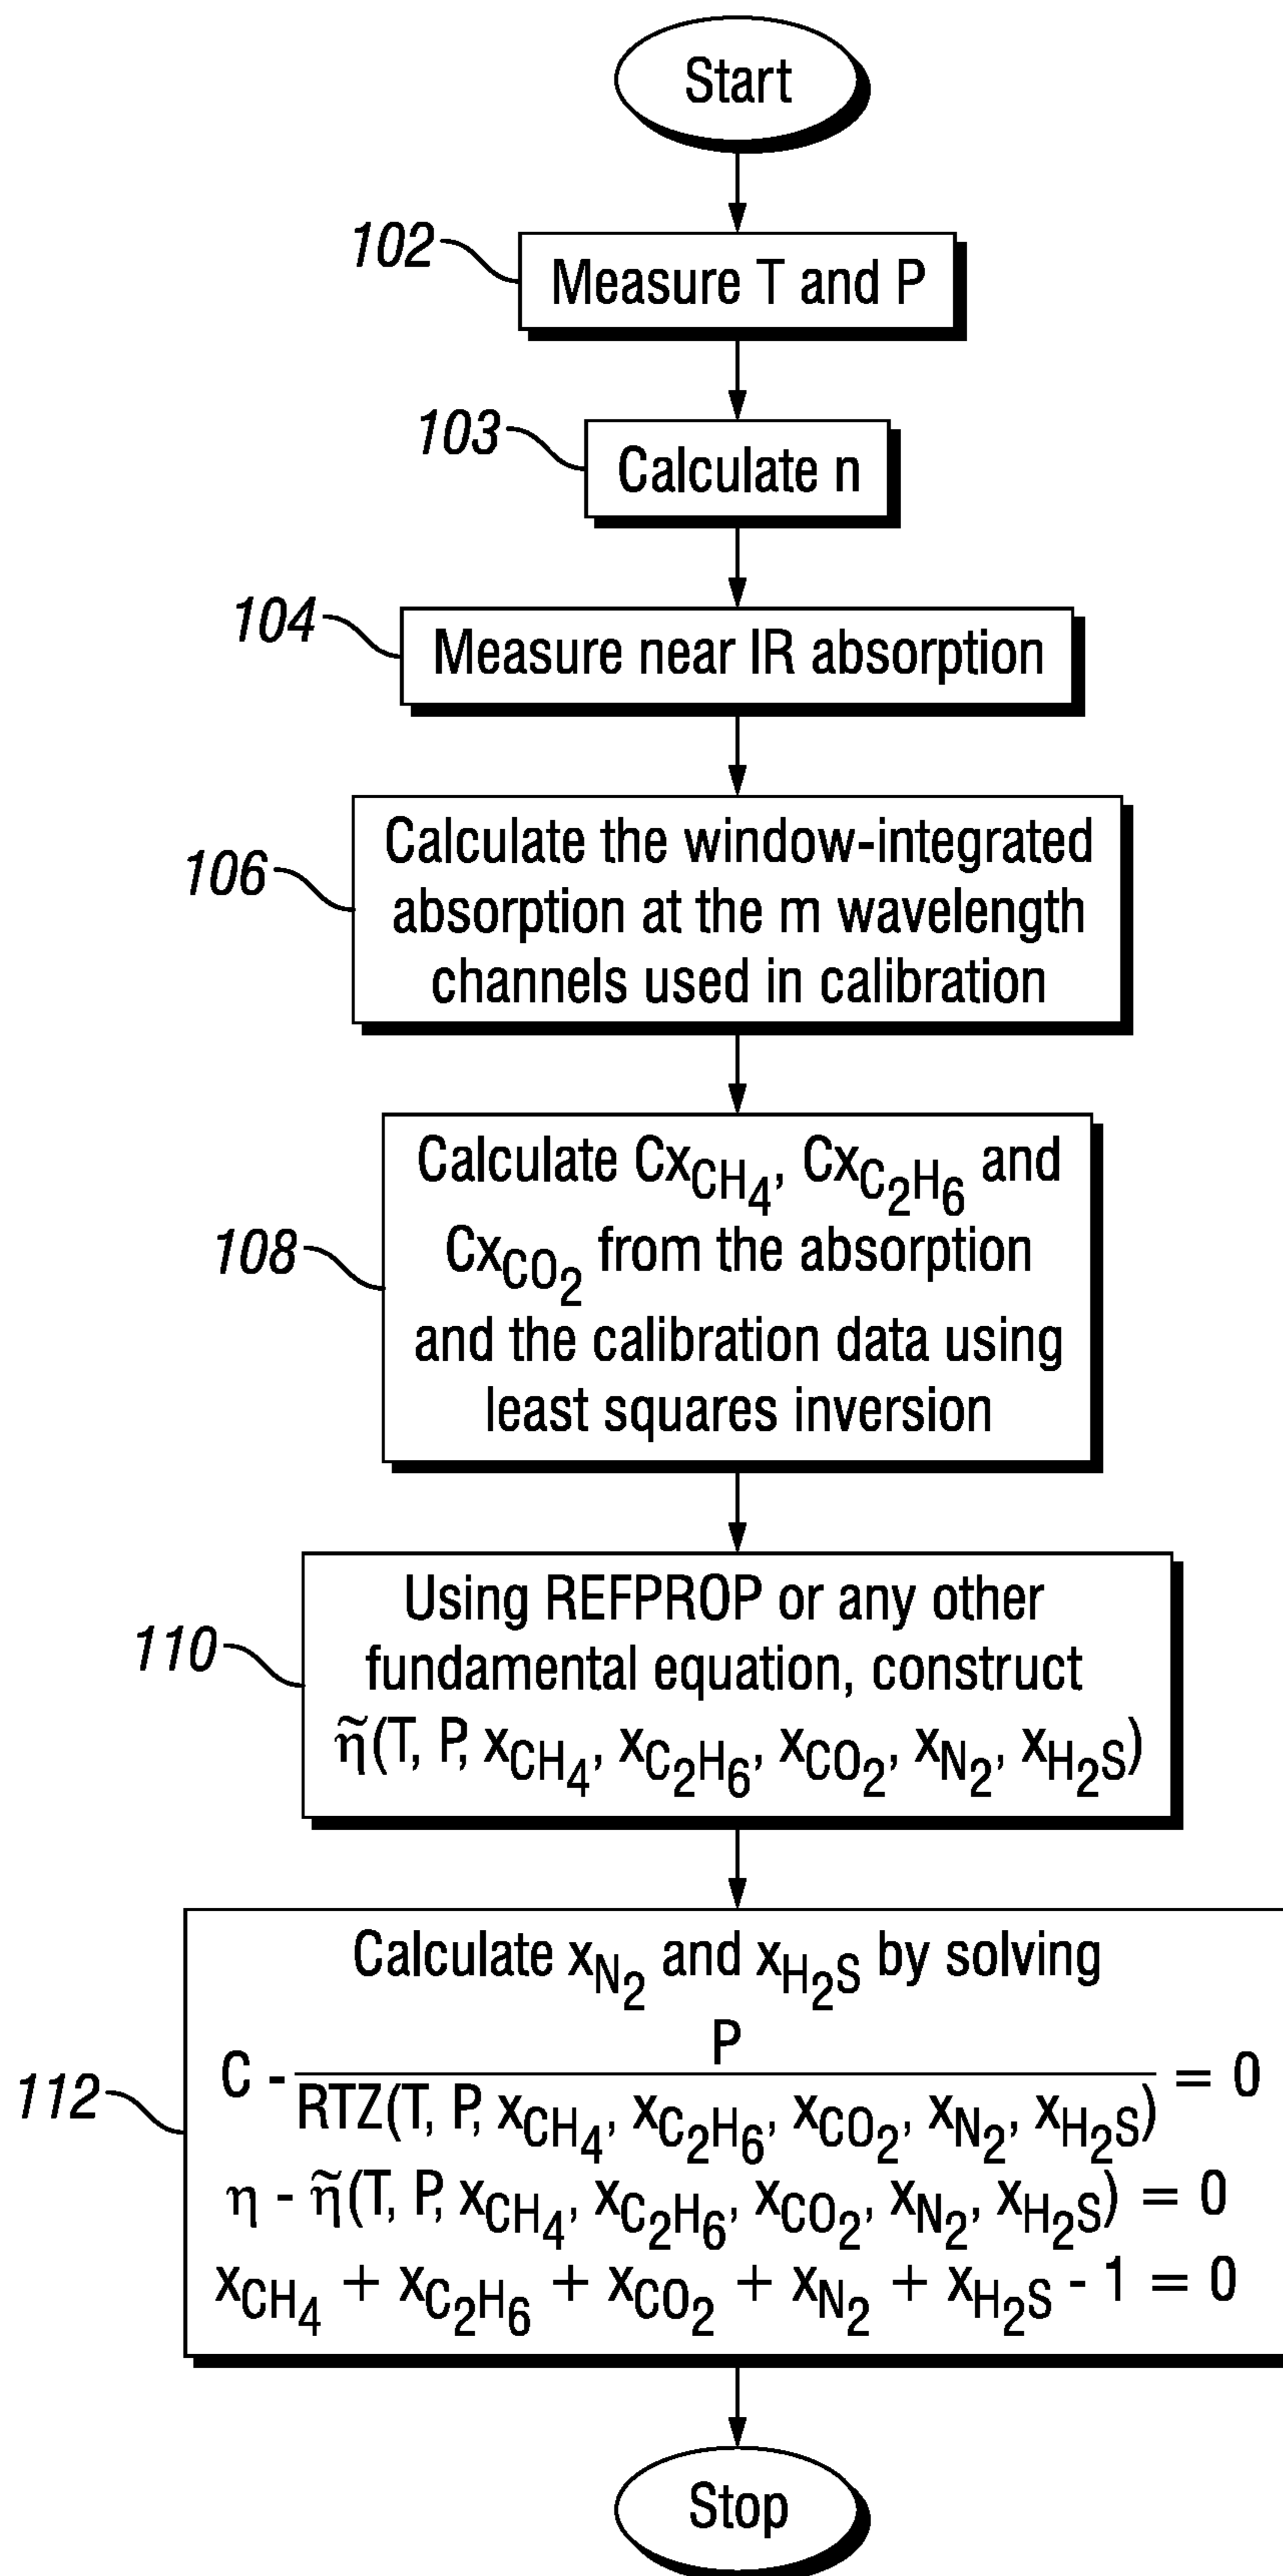 Start
102
Measure T and P
103
Calculate n
104
Measure near IR absorption
106
Calculate the window-integrated
absorption at the m wavelength
channels used in calibration
108
Calculate Cx_CH₄, Cx_C₂H₆ and
Cx_CO₂ from the absorption
and the calibration data using
least squares inversion
110
Using REFPROP or any other
fundamental equation, construct
η̃(T, P, x_CH₄, x_C₂H₆, x_CO₂, x_N₂, x_H₂S)
112
Calculate x_N₂ and x_H₂S by solving
C - P / RTZ(T, P, x_CH₄, x_C₂H₆, x_CO₂, x_N₂, x_H₂S) = 0
η - η̃(T, P, x_CH₄, x_C₂H₆, x_CO₂, x_N₂, x_H₂S) = 0
x_CH₄ + x_C₂H₆ + x_CO₂ + x_N₂ + x_H₂S - 1 = 0
Stop